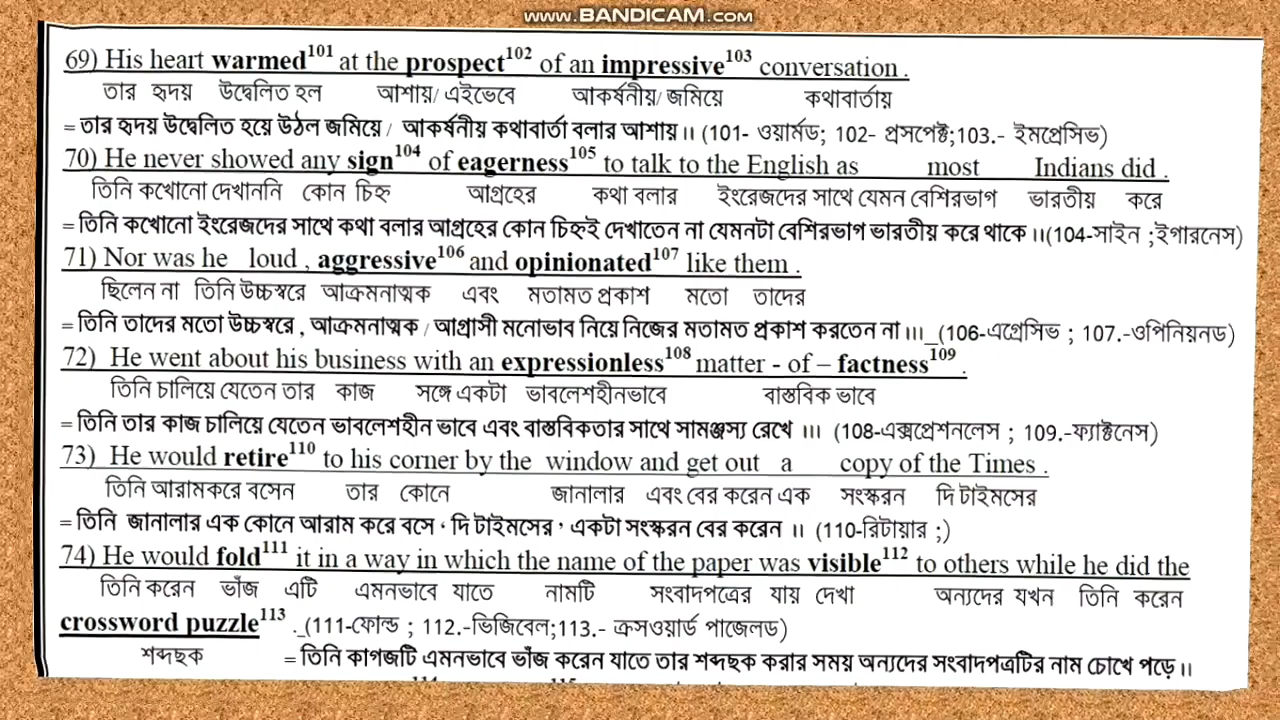 www.BANDICAM.com
69) His heart warmed101 at the prospect102 of an impressive103 conversation .
তার হৃদয় উদ্বেলিত হল আশায়/ এইভেবে আকর্ষনীয়/ জমিয়ে কথাবার্তায়
= তার হৃদয় উদ্বেলিত হয়ে উঠল জমিয়ে / আকর্ষনীয় কথাবার্তা বলার আশায় ।। (101- ওয়ার্মড; 102- প্রসপেক্ট;103.- ইমপ্রেসিভ)
70) He never showed any sign104 of eagerness105 to talk to the English as most Indians did .
তিনি কখোনো দেখাননি কোন চিহ্ন আগ্রহের কথা বলার ইংরেজদের সাথে যেমন বেশিরভাগ ভারতীয় করে
= তিনি কখোনো ইংরেজদের সাথে কথা বলার আগ্রহের কোন চিহ্নই দেখাতেন না যেমনটা বেশিরভাগ ভারতীয় করে থাকে ।।(104-সাইন ;ইগারনেস)
71) Nor was he loud , aggressive106 and opinionated107 like them .
ছিলেন না তিনি উচ্চস্বরে আক্রমনাত্মক এবং মতামত প্রকাশ মতো তাদের
= তিনি তাদের মতো উচ্চস্বরে , আক্রমনাত্মক / আগ্রাসী মনোভাব নিয়ে নিজের মতামত প্রকাশ করতেন না ।।। (106-এগ্রেসিভ ; 107.-ওপিনিয়নড)
72) He went about his business with an expressionless108 matter - of – factness109 .
তিনি চালিয়ে যেতেন তার কাজ সঙ্গে একটা ভাবলেশহীনভাবে বাস্তবিক ভাবে
= তিনি তার কাজ চালিয়ে যেতেন ভাবলেশহীন ভাবে এবং বাস্তবিকতার সাথে সামঞ্জস্য রেখে ।।। (108-এক্সপ্রেশনলেস ; 109.-ফ্যাক্টনেস)
73) He would retire110 to his corner by the window and get out a copy of the Times .
তিনি আরামকরে বসেন তার কোনে জানালার এবং বের করেন এক সংস্করন দি টাইমসের
= তিনি জানালার এক কোনে আরাম করে বসে ‘ দি টাইমসের ’ একটা সংস্করন বের করেন ।। (110-রিটায়ার ;)
74) He would fold111 it in a way in which the name of the paper was visible112 to others while he did the
তিনি করেন ভাঁজ এটি এমনভাবে যাতে নামটি সংবাদপত্রের যায় দেখা অন্যদের যখন তিনি করেন
crossword puzzle113 . (111-ফোল্ড ; 112.-ভিজিবেল;113.- ক্রসওয়ার্ড পাজেলড)
শব্দছক = তিনি কাগজটি এমনভাবে ভাঁজ করেন যাতে তার শব্দছক করার সময় অন্যদের সংবাদপত্রটির নাম চোখে পড়ে ।।